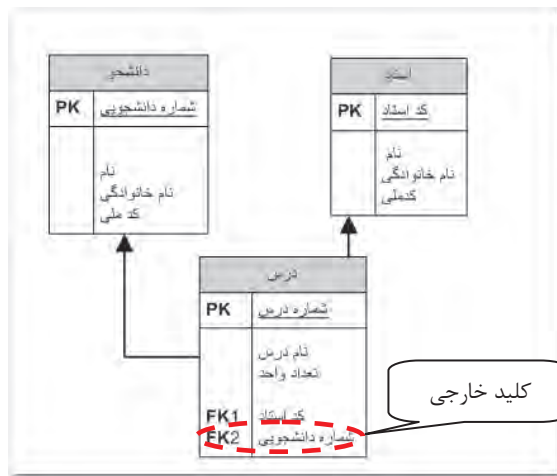 دانشجو
PK شماره دانشجویی
نام
نام خانوادگی
کد ملی
استاد
PK کد استاد
نام
نام خانوادگی
کدملی
درس
PK شماره درس
نام درس
تعداد واحد
FK1 کد استاد
FK2 شماره دانشجویی
کلید خارجی